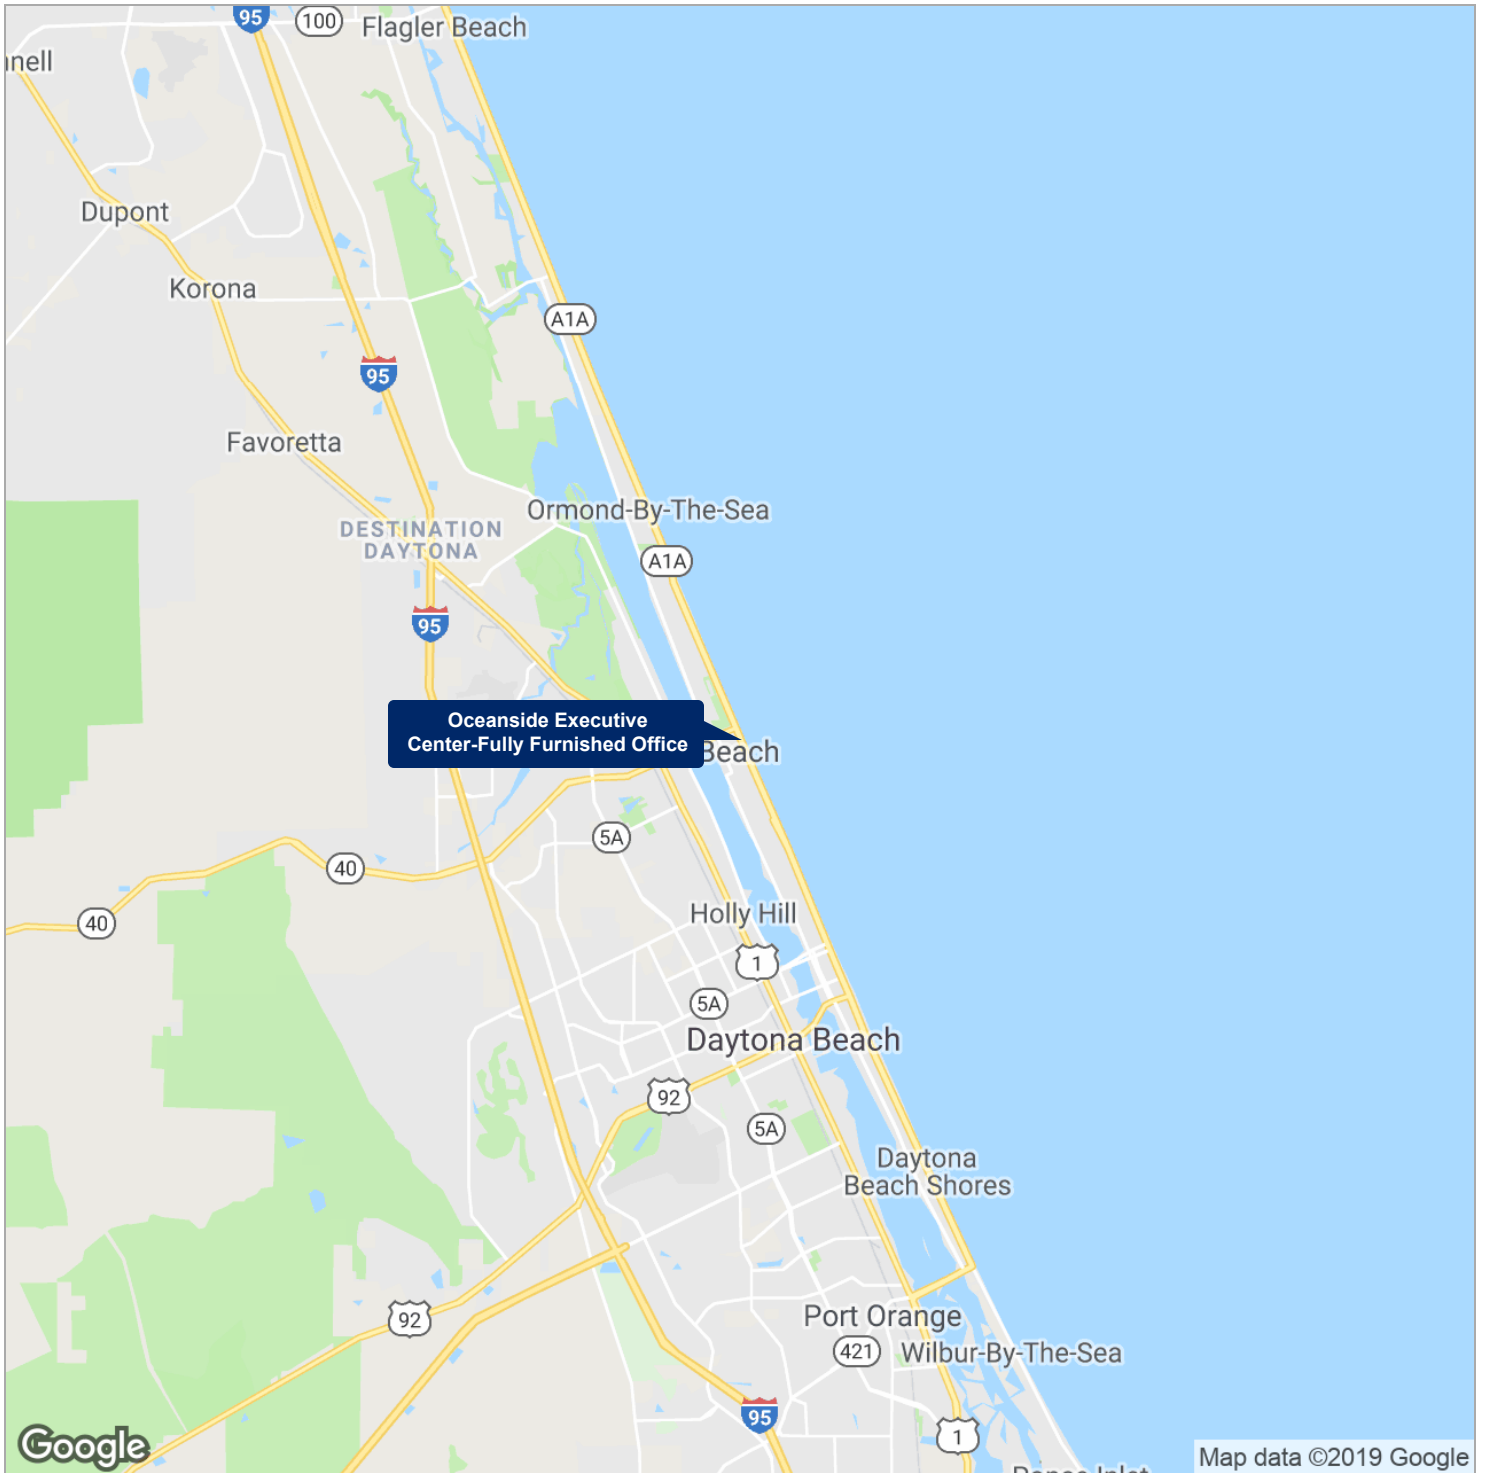 95
100
Flagler Beach
nnell
Dupont
Korona
A1A
95
Favoretta
Ormond-By-The-Sea
DESTINATION
DAYTONA
A1A
95
Oceanside Executive
Center-Fully Furnished Office
Beach
5A
40
40
Holly Hill
1
5A
Daytona Beach
92
5A
Daytona
Beach Shores
92
Port Orange
421
Wilbur-By-The-Sea
95
1
Google
Map data ©2019 Google